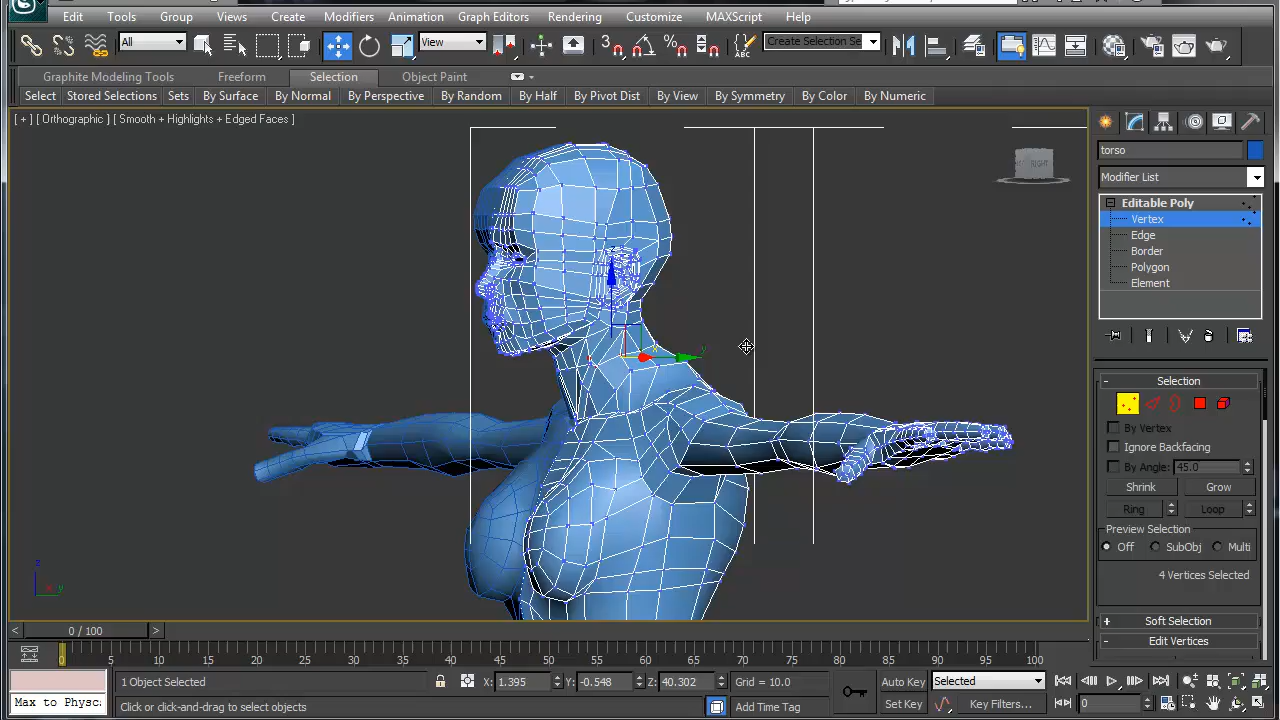 Edit Tools Group Views Create Modifiers Animation Graph Editors Rendering Customize MAXScript Help
All View 3 ABC Create Selection Se
Graphite Modeling Tools Freeform Selection Object Paint
Select Stored Selections Sets By Surface By Normal By Perspective By Random By Half By Pivot Dist By View By Symmetry By Color By Numeric
[ + ] [ Orthographic ] [ Smooth + Highlights + Edged Faces ]
RIGHT
torso
Modifier List
Editable Poly
Vertex
Edge
Border
Polygon
Element
- Selection
By Vertex
Ignore Backfacing
By Angle: 45.0
Shrink Grow
Ring Loop
Preview Selection
Off SubObj Multi
4 Vertices Selected
+ Soft Selection
- Edit Vertices
z
x y
y
x
< 0 / 100 >
0 5 10 15 20 25 30 35 40 45 50 55 60 65 70 75 80 85 90 95 100
Max to Physca
1 Object Selected X: 1.395 Y: -0.548 Z: 40.302 Grid = 10.0
Click or click-and-drag to select objects Add Time Tag
Auto Key Selected
Set Key Key Filters... 0